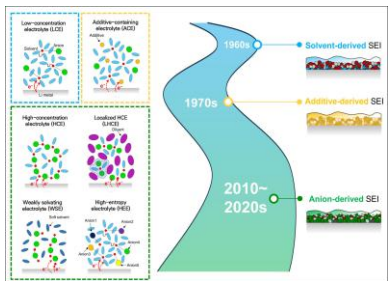 Low-concentration
electrolyte (LCE)
Solvent
Anion
Li metal
Additive-containing
electrolyte (ACE)
Additive
High-concentration
electrolyte (HCE)
Localized HCE
(LHCE)
Diluent
Weakly solvating
electrolyte (WSE)
Soft solvent
High-entropy
electrolyte (HEE)
Anion1
Anion2
Anion3
Anion4
1960s
Solvent-derived SEI
1970s
Additive-derived SEI
2010~
2020s
Anion-derived SEI